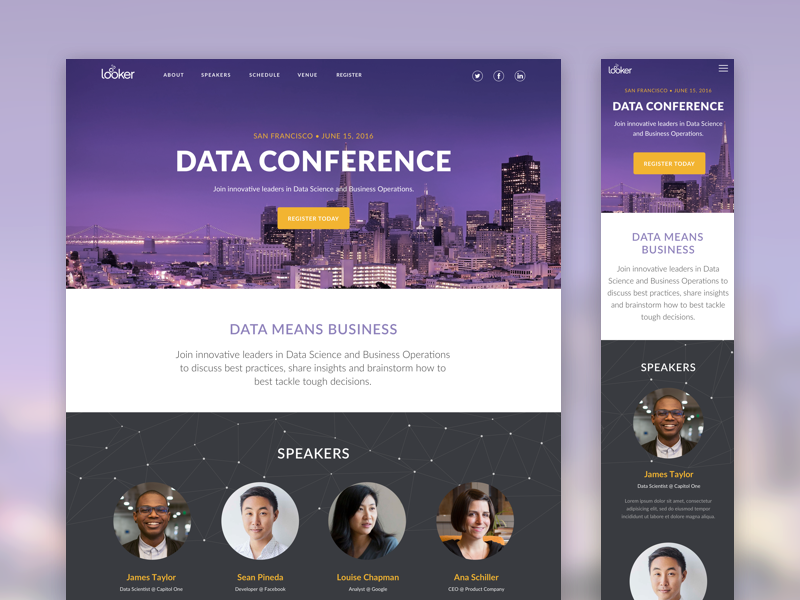 looker
ABOUT
SPEAKERS
SCHEDULE
VENUE
REGISTER
SAN FRANCISCO • JUNE 15, 2016
DATA CONFERENCE
Join innovative leaders in Data Science and Business Operations.
REGISTER TODAY
DATA MEANS BUSINESS
Join innovative leaders in Data Science and Business Operations
to discuss best practices, share insights and brainstorm how to
best tackle tough decisions.
SPEAKERS
James Taylor
Data Scientist @ Capitol One
Sean Pineda
Developer @ Facebook
Louise Chapman
Analyst @ Google
Ana Schiller
CEO @ Product Company
looker
SAN FRANCISCO • JUNE 15, 2016
DATA CONFERENCE
Join innovative leaders in Data Science
and Business Operations.
REGISTER TODAY
DATA MEANS
BUSINESS
Join innovative leaders in Data
Science and Business Operations to
discuss best practices, share insights
and brainstorm how to best tackle
tough decisions.
SPEAKERS
James Taylor
Data Scientist @ Capitol One
Lorem ipsum dolor sit amet, consectetur
adipisicing elit, sed do eiusmod tempor
incididunt ut labore et dolore magna aliqua.